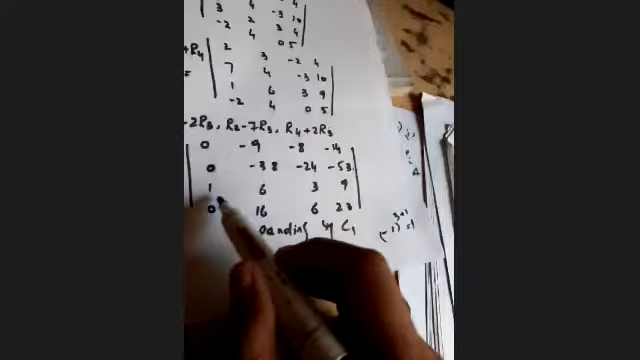 3 4 -3 10
-2 2 3 4
4 0 5
+R4 2 3 -2 4
7 4 -3 10
1 6 3 9
-2 4 0 5
-2R3, R2-7R3, R4+2R3
0 -9 -8 -14
0 -38 -24 -53
1 6 3 9
0 16 6 23
by C1